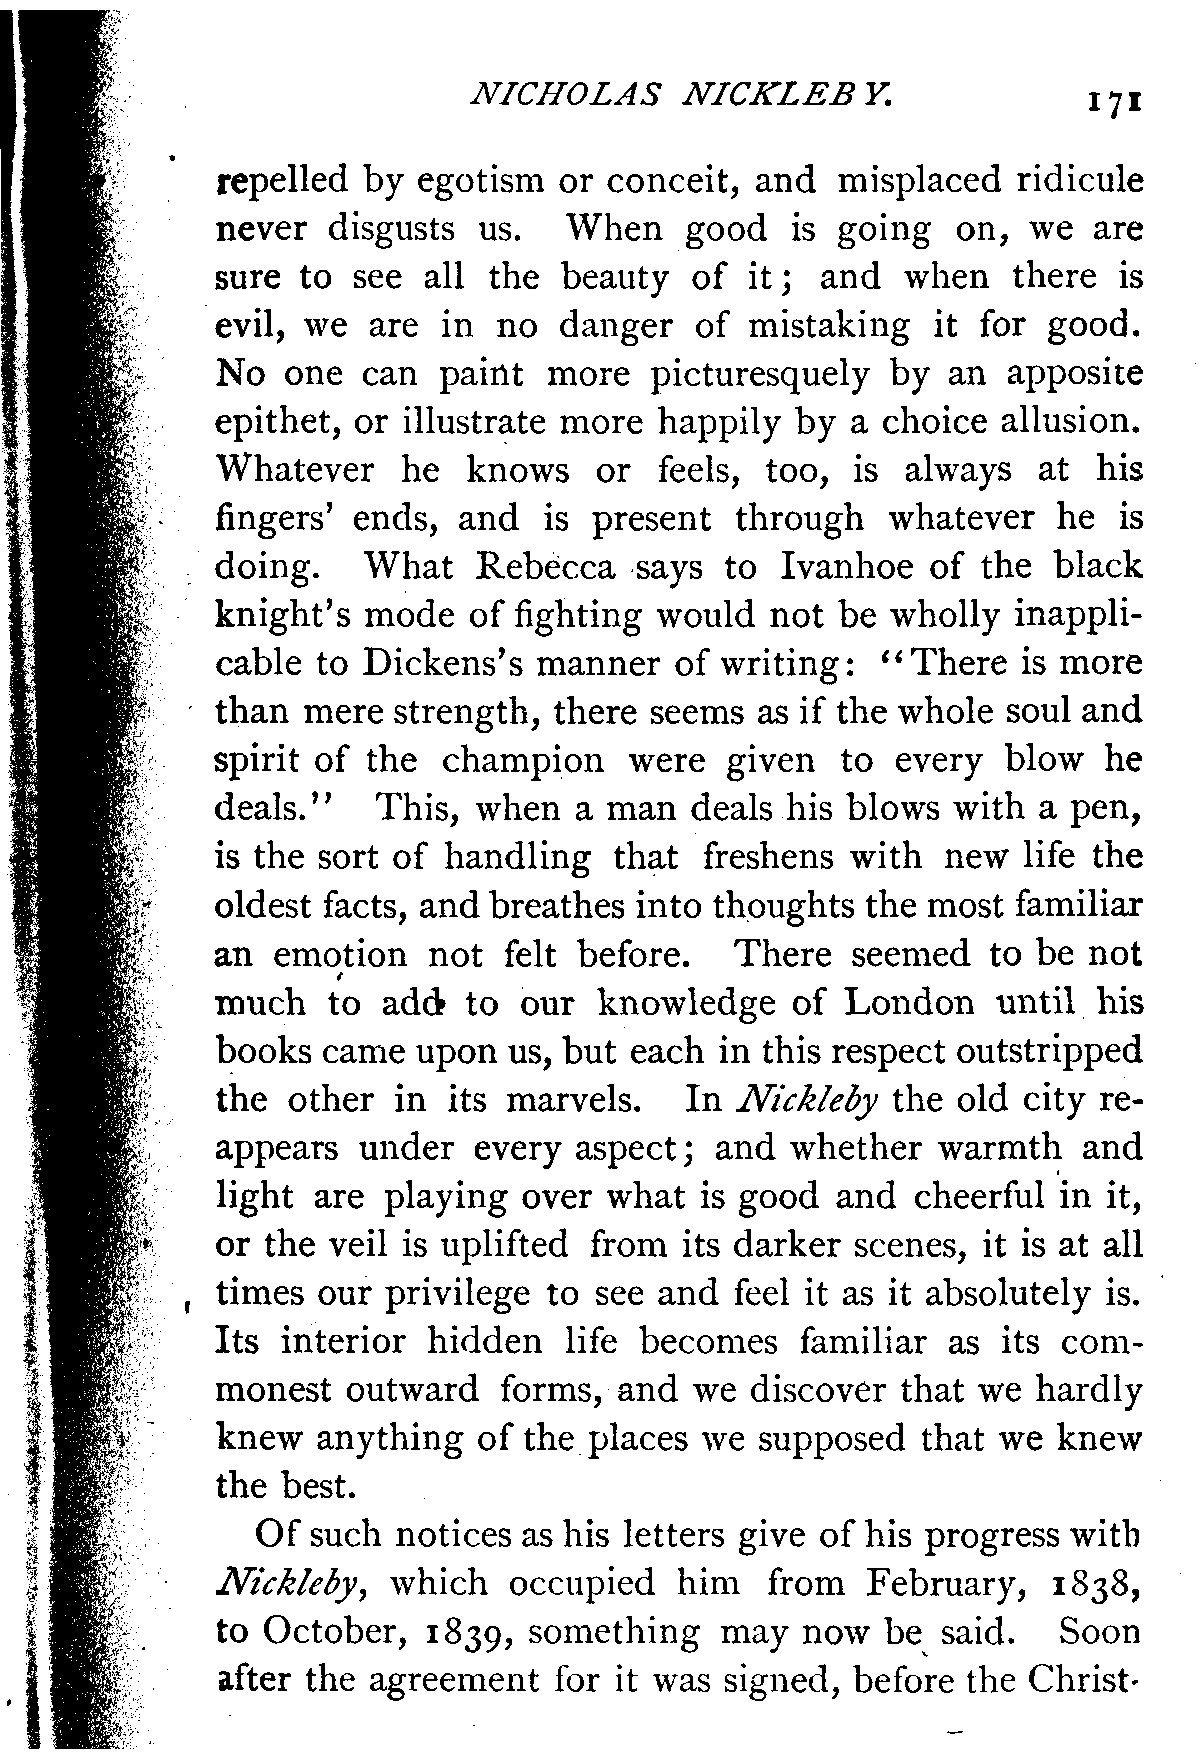 NICHOLAS NICKLEBY. 171
repelled by egotism or conceit, and misplaced ridicule
never disgusts us. When good is going on, we are
sure to see all the beauty of it; and when there is
evil, we are in no danger of mistaking it for good.
No one can paint more picturesquely by an apposite
epithet, or illustrate more happily by a choice allusion.
Whatever he knows or feels, too, is always at his
fingers' ends, and is present through whatever he is
doing. What Rebecca says to Ivanhoe of the black
knight's mode of fighting would not be wholly inappli-
cable to Dickens's manner of writing: “There is more
than mere strength, there seems as if the whole soul and
spirit of the champion were given to every blow he
deals.” This, when a man deals his blows with a pen,
is the sort of handling that freshens with new life the
oldest facts, and breathes into thoughts the most familiar
an emotion not felt before. There seemed to be not
much to add to our knowledge of London until his
books came upon us, but each in this respect outstripped
the other in its marvels. In Nickleby the old city re-
appears under every aspect; and whether warmth and
light are playing over what is good and cheerful in it,
or the veil is uplifted from its darker scenes, it is at all
times our privilege to see and feel it as it absolutely is.
Its interior hidden life becomes familiar as its com-
monest outward forms, and we discover that we hardly
knew anything of the places we supposed that we knew
the best.
Of such notices as his letters give of his progress with
Nickleby, which occupied him from February, 1838,
to October, 1839, something may now be said. Soon
after the agreement for it was signed, before the Christ-